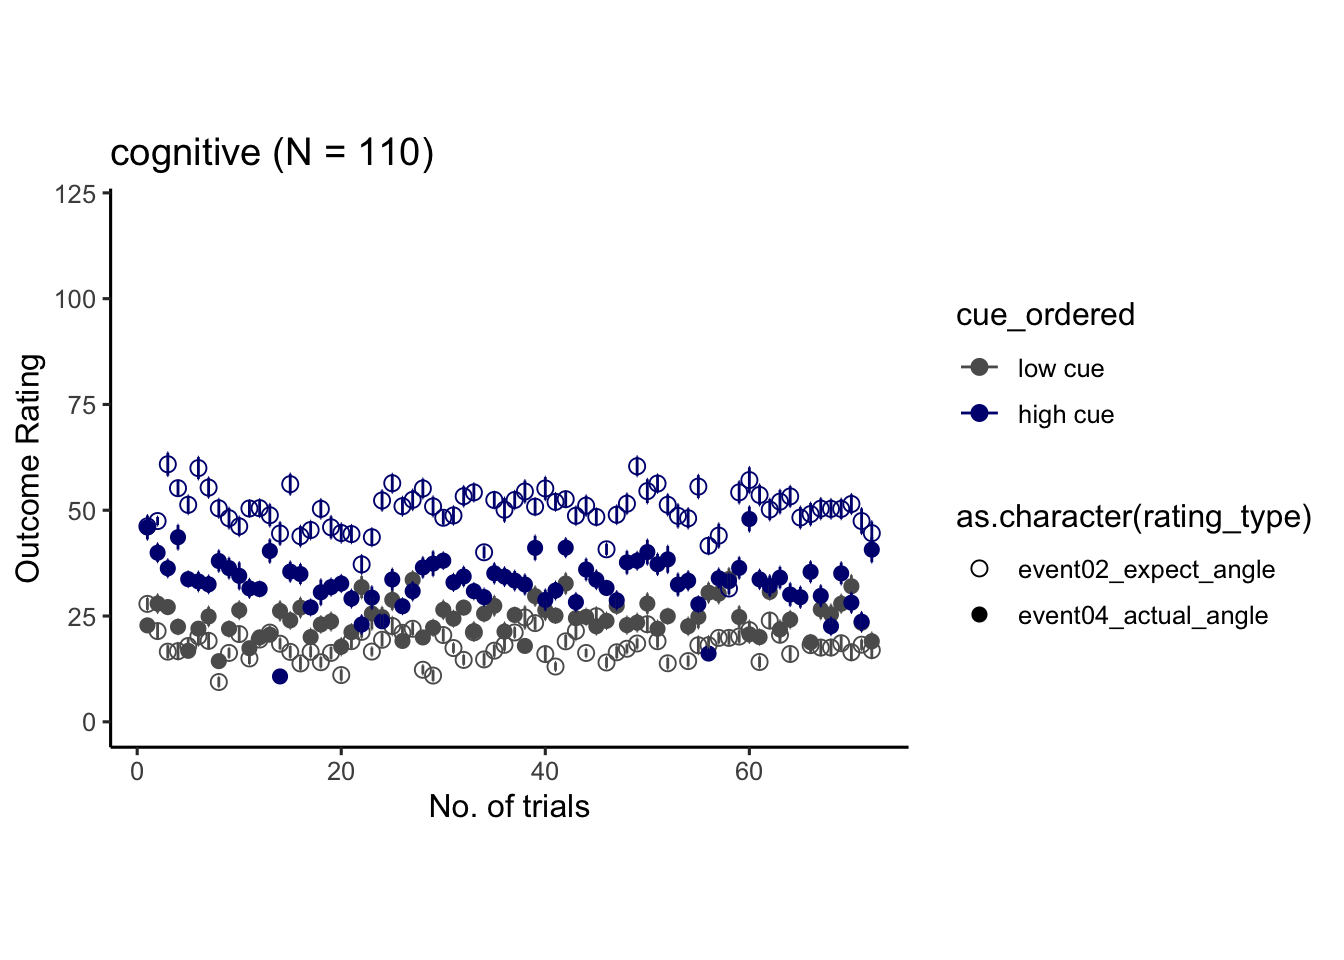 cognitive (N = 110)
125
100
75
50
25
0
Outcome Rating
0
20
40
60
No. of trials
cue_ordered
low cue
high cue
as.character(rating_type)
event02_expect_angle
event04_actual_angle